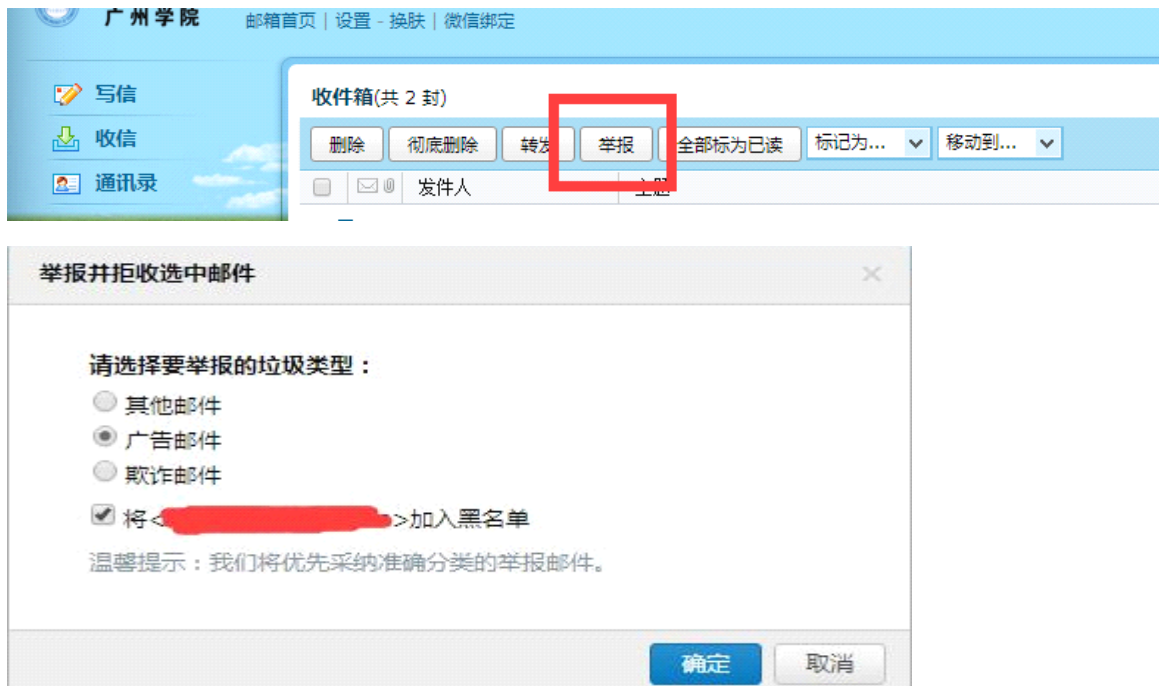 广州学院
邮箱首页 | 设置 - 换肤 | 微信绑定
写信
收信
通讯录
收件箱(共 2 封)
删除 彻底删除 转发 举报 全部标为已读 标记为... 移动到...
发件人 主题
举报并拒收选中邮件
请选择要举报的垃圾类型：
其他邮件
广告邮件
欺诈邮件
将< >加入黑名单
温馨提示：我们将优先采纳准确分类的举报邮件。
确定 取消